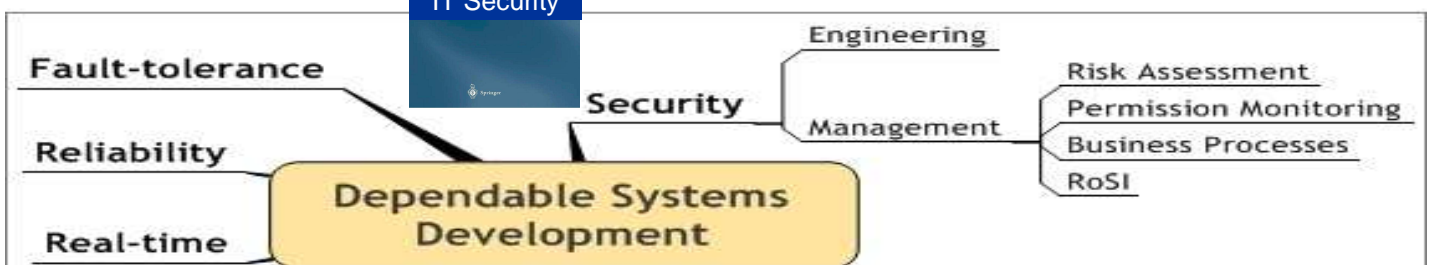 IT Security
Springer
Fault-tolerance
Reliability
Real-time
Dependable Systems
Development
Security
Engineering
Management
Risk Assessment
Permission Monitoring
Business Processes
RoSI